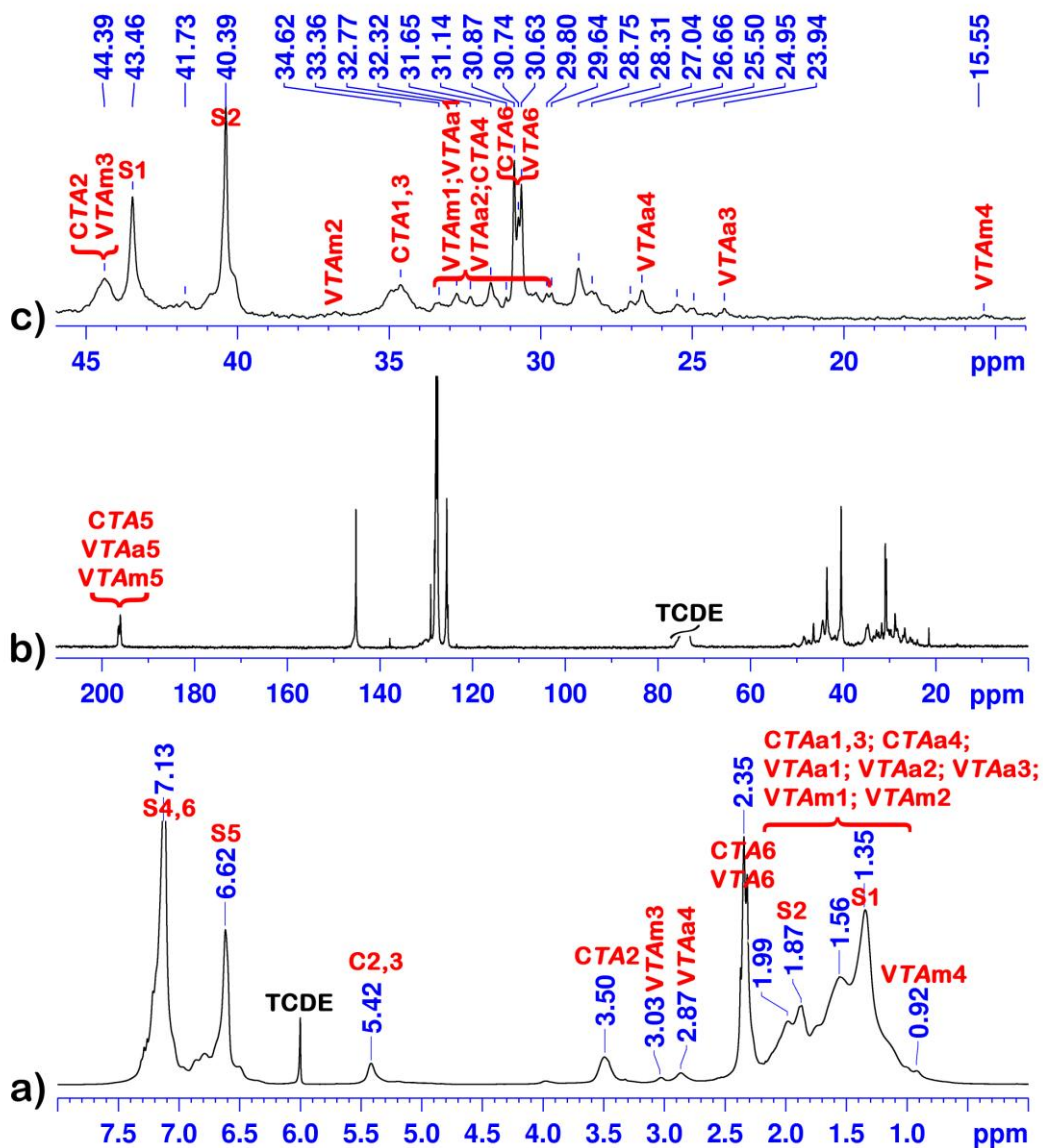 44.39
43.46
41.73
40.39
34.62
33.36
32.77
32.32
31.65
31.14
30.87
30.74
30.63
29.80
29.64
28.75
28.31
27.04
26.66
25.50
24.95
23.94
15.55
CTA2
VTAm3
S1
S2
VTAm2
CTA1,3
VTAm1;VTAa1
VTAa2;CTA4
CTA6
VTA6
VTAa4
VTAa3
VTAm4
c)
45 40 35 30 25 20 ppm
CTA5
VTAa5
VTAm5
TCDE
b)
200 180 160 140 120 100 80 60 40 20 ppm
7.13
S4,6
S5
6.62
TCDE
C2,3
5.42
CTA2
3.50
3.03 VTAm3
2.87 VTAa4
2.35
CTA6
VTA6
CTAa1,3; CTAa4;
VTAa1; VTAa2; VTAa3;
VTAm1; VTAm2
1.99
S2
1.87
1.56
1.35
S1
VTAm4
0.92
a)
7.5 7.0 6.5 6.0 5.5 5.0 4.5 4.0 3.5 3.0 2.5 2.0 1.5 1.0 ppm